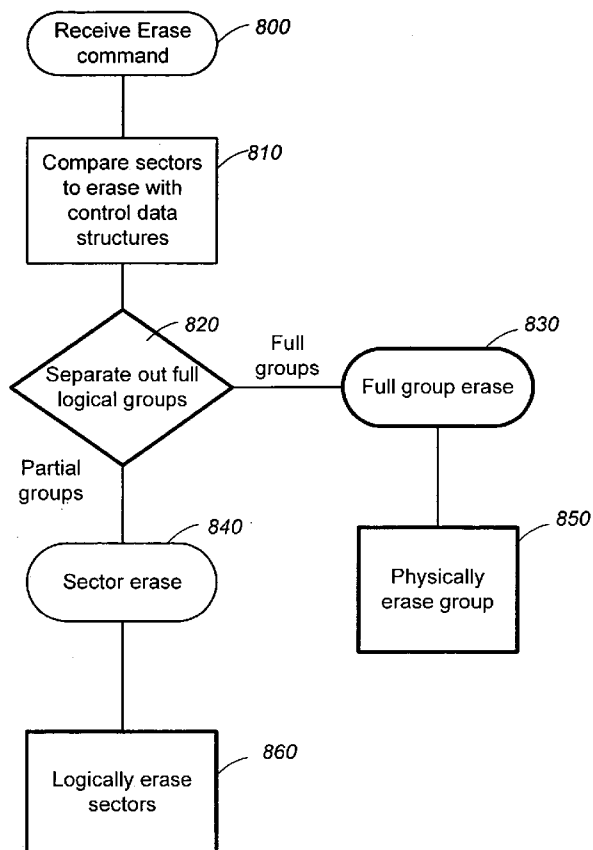 Receive Erase
command
800
Compare sectors
to erase with
control data
structures
810
820
Separate out full
logical groups
Full
groups
830
Full group erase
Partial
groups
840
Sector erase
850
Physically
erase group
860
Logically erase
sectors